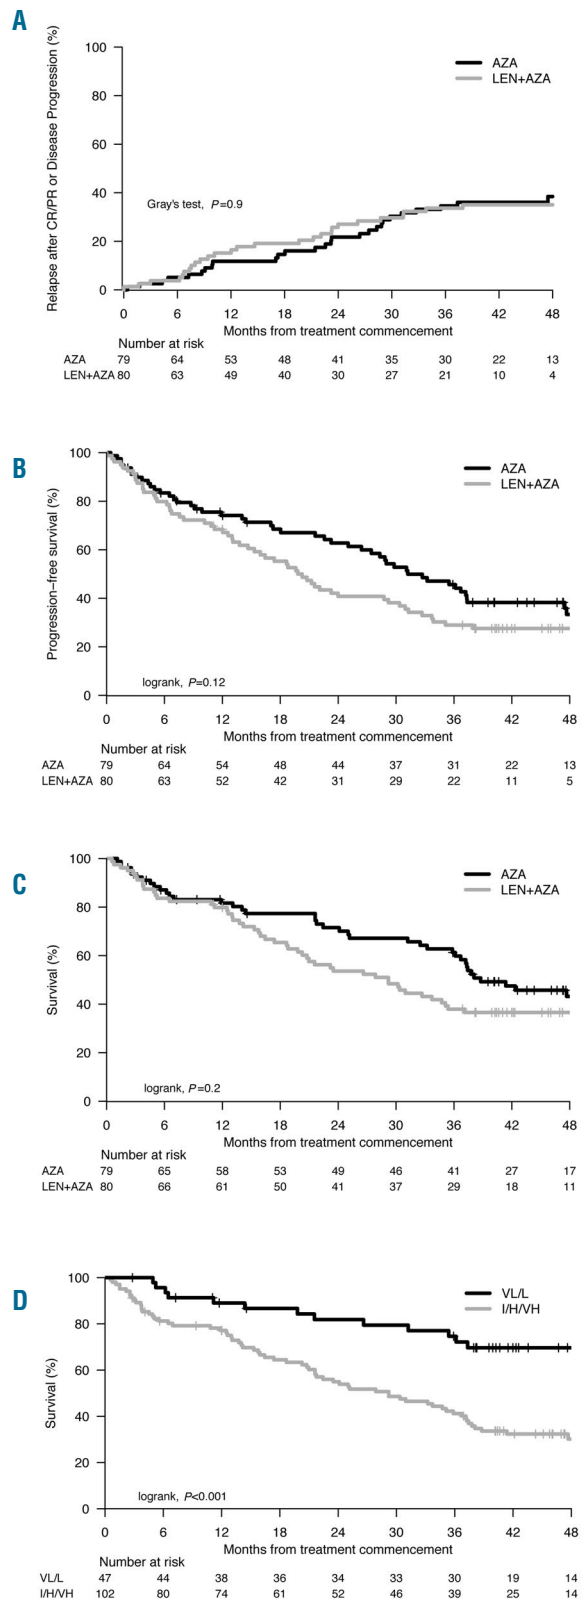 A
Relapse after CR/PR or Disease Progression (%)
100
80
60
40
20
0
AZA
LEN+AZA
Gray's test, P=0.9
0 6 12 18 24 30 36 42 48
Months from treatment commencement
Number at risk
AZA 79 64 53 48 41 35 30 22 13
LEN+AZA 80 63 49 40 30 27 21 10 4
B
Progression–free survival (%)
100
80
60
40
20
0
AZA
LEN+AZA
logrank, P=0.12
0 6 12 18 24 30 36 42 48
Months from treatment commencement
Number at risk
AZA 79 64 54 48 44 37 31 22 13
LEN+AZA 80 63 52 42 31 29 22 11 5
C
Survival (%)
100
80
60
40
20
0
AZA
LEN+AZA
logrank, P=0.2
0 6 12 18 24 30 36 42 48
Months from treatment commencement
Number at risk
AZA 79 65 58 53 49 46 41 27 17
LEN+AZA 80 66 61 50 41 37 29 18 11
D
Survival (%)
100
80
60
40
20
0
VL/L
I/H/VH
logrank, P<0.001
0 6 12 18 24 30 36 42 48
Months from treatment commencement
Number at risk
VL/L 47 44 38 36 34 33 30 19 14
I/H/VH 102 80 74 61 52 46 39 25 14